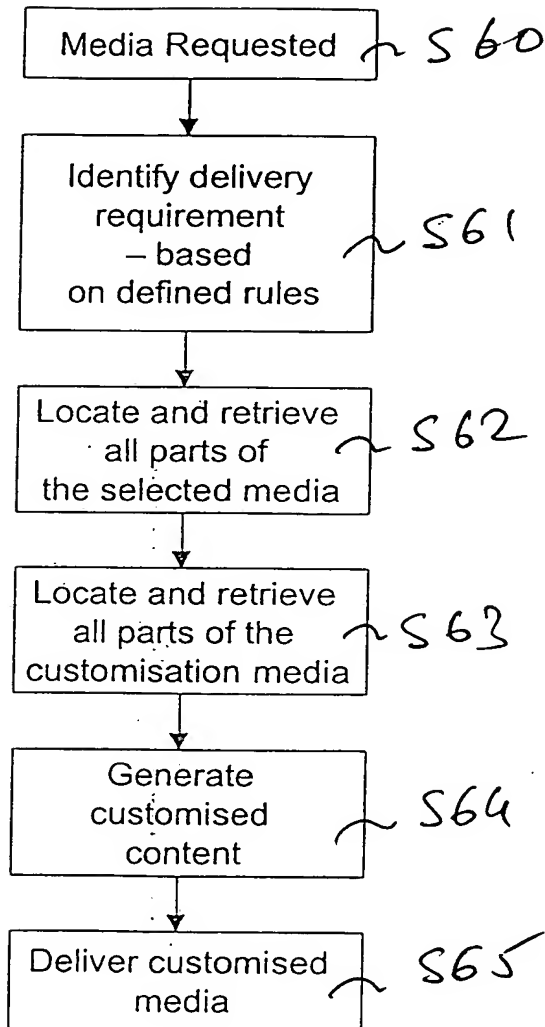 Media Requested S60
Identify delivery
requirement
– based
on defined rules
S61
Locate and retrieve
all parts of
the selected media
S62
Locate and retrieve
all parts of the
customisation media
S63
Generate
customised
content
S64
Deliver customised
media
S65